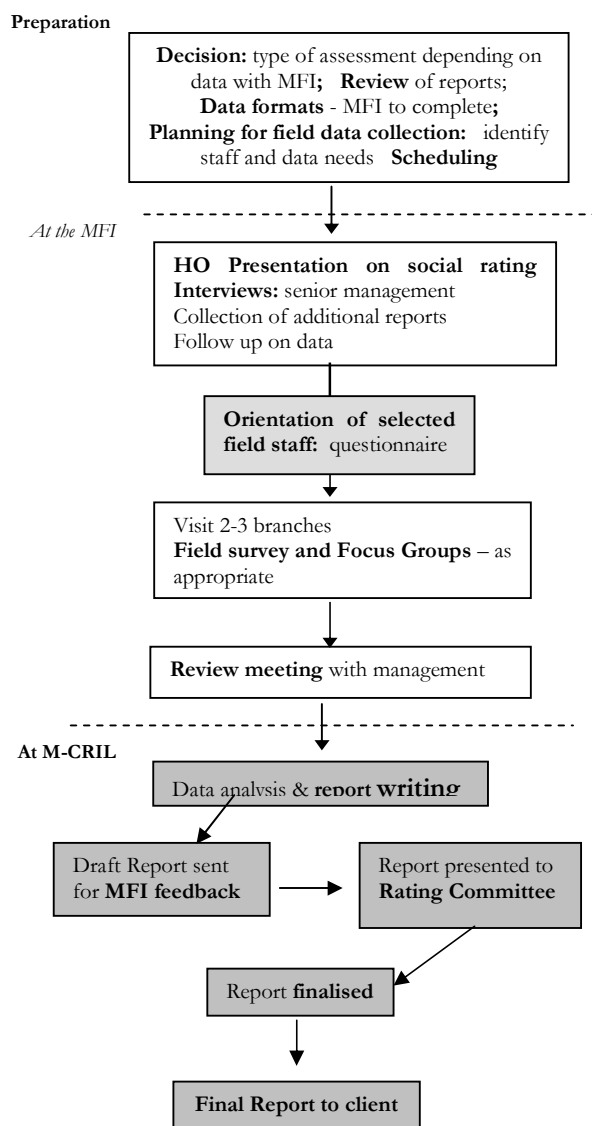 Preparation
Decision: type of assessment depending on
data with MFI; Review of reports;
Data formats - MFI to complete;
Planning for field data collection: identify
staff and data needs Scheduling
At the MFI
HO Presentation on social rating
Interviews: senior management
Collection of additional reports
Follow up on data
Orientation of selected
field staff: questionnaire
Visit 2-3 branches
Field survey and Focus Groups – as
appropriate
Review meeting with management
At M-CRIL
Data analysis & report writing
Draft Report sent
for MFI feedback
Report presented to
Rating Committee
Report finalised
Final Report to client